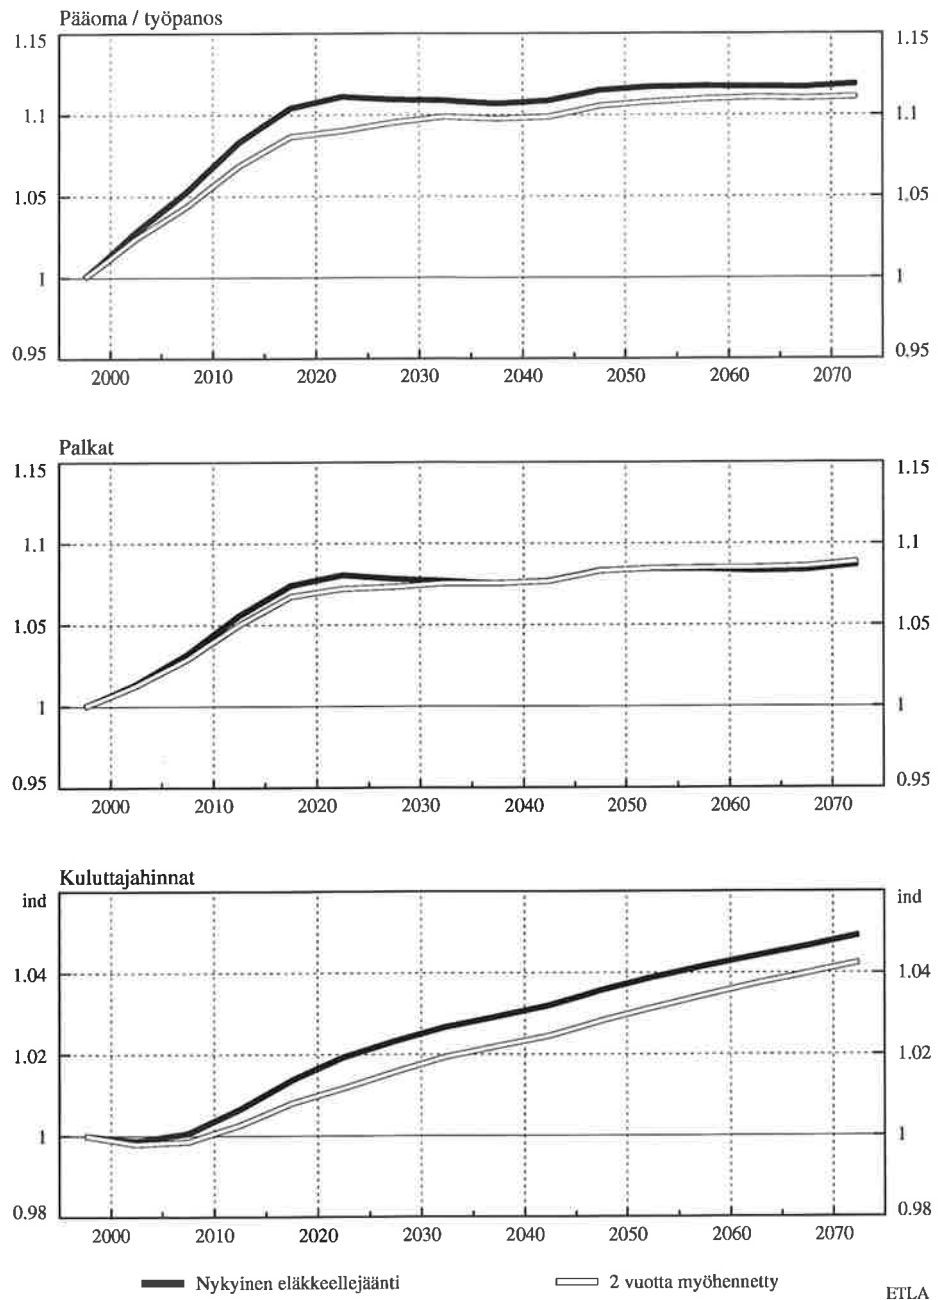 Pääoma / työpanos
1.15 1.15
1.1 1.1
1.05 1.05
1 1
0.95 0.95
2000 2010 2020 2030 2040 2050 2060 2070
Palkat
1.15 1.15
1.1 1.1
1.05 1.05
1 1
0.95 0.95
2000 2010 2020 2030 2040 2050 2060 2070
Kuluttajahinnat
ind ind
1.04 1.04
1.02 1.02
1 1
0.98 0.98
2000 2010 2020 2030 2040 2050 2060 2070
Nykyinen eläkkeellejäänti 2 vuotta myöhennetty
ETLA